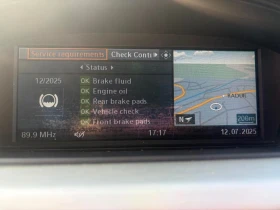 Service requirements Check Conti
Status
12/2025
OK Brake fluid
OK Engine oil
OK Rear brake pads
OK Vehicle check
OK Front brake pads
N
200m
89.9 MHz
17:17
12.07.2025